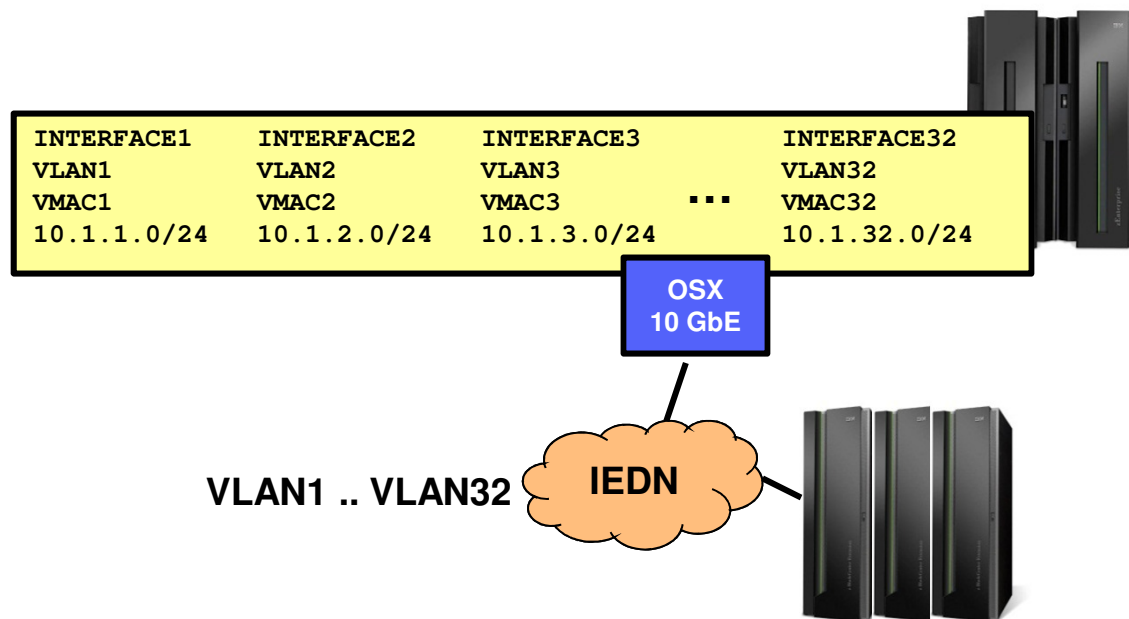 INTERFACE1 INTERFACE2 INTERFACE3 INTERFACE32
VLAN1 VLAN2 VLAN3 VLAN32
VMAC1 VMAC2 VMAC3 ... VMAC32
10.1.1.0/24 10.1.2.0/24 10.1.3.0/24 10.1.32.0/24
OSX
10 GbE
VLAN1 .. VLAN32
IEDN
zEnterprise